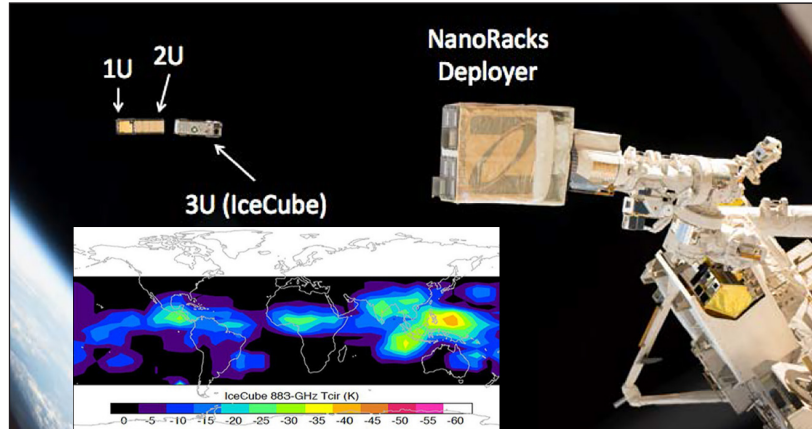 NanoRacks
Deployer
1U
2U
3U (IceCube)
IceCube 883-GHz Tcir (K)
0 -5 -10 -15 -20 -25 -30 -35 -40 -45 -50 -55 -60